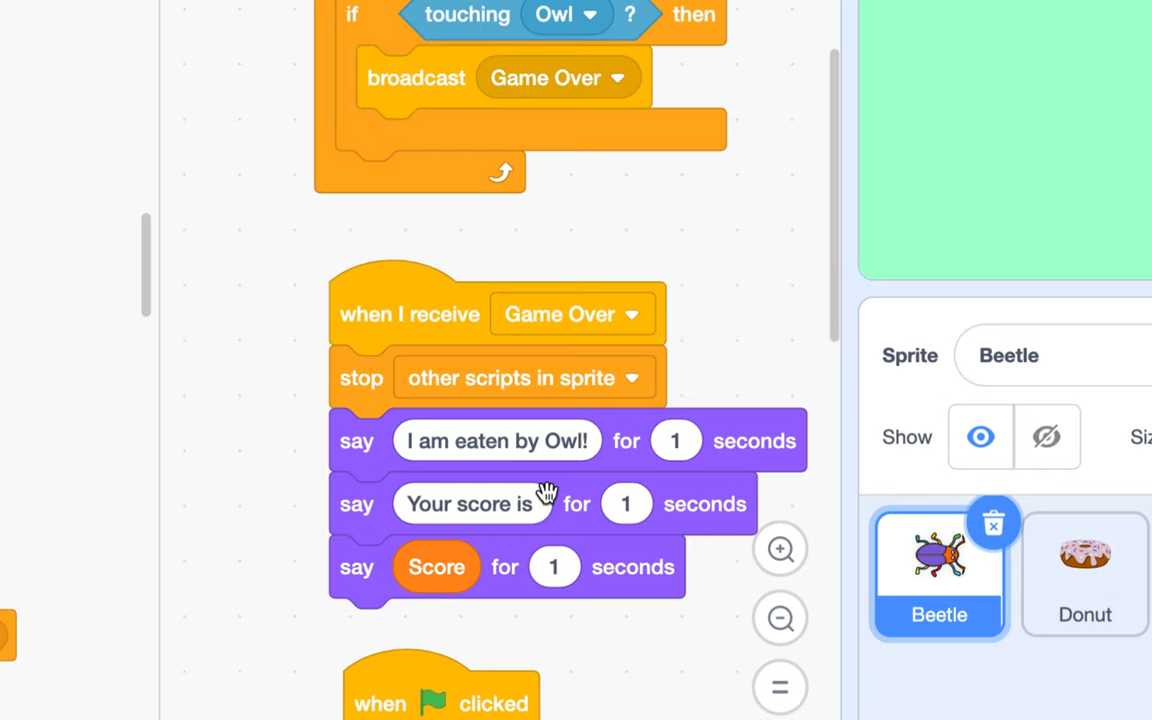 if touching Owl ? then
broadcast Game Over
when I receive Game Over
stop other scripts in sprite
say I am eaten by Owl! for 1 seconds
say Your score is for 1 seconds
say Score for 1 seconds
when clicked
Sprite Beetle
Show Siz
Beetle Donut